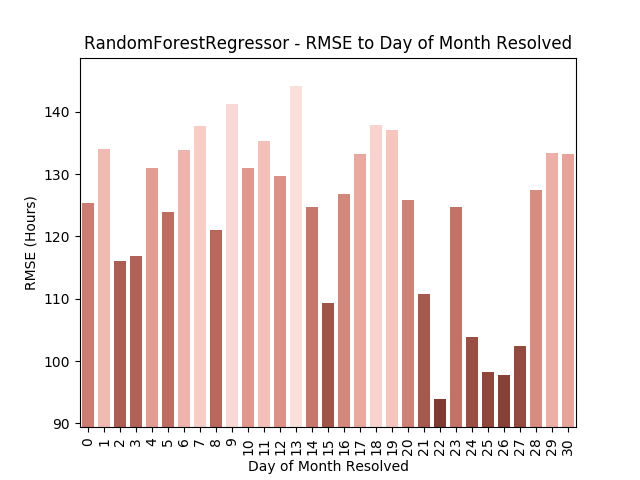 RandomForestRegressor - RMSE to Day of Month Resolved
140
130
120
110
100
90
RMSE (Hours)
0 1 2 3 4 5 6 7 8 9 10 11 12 13 14 15 16 17 18 19 20 21 22 23 24 25 26 27 28 29 30
Day of Month Resolved